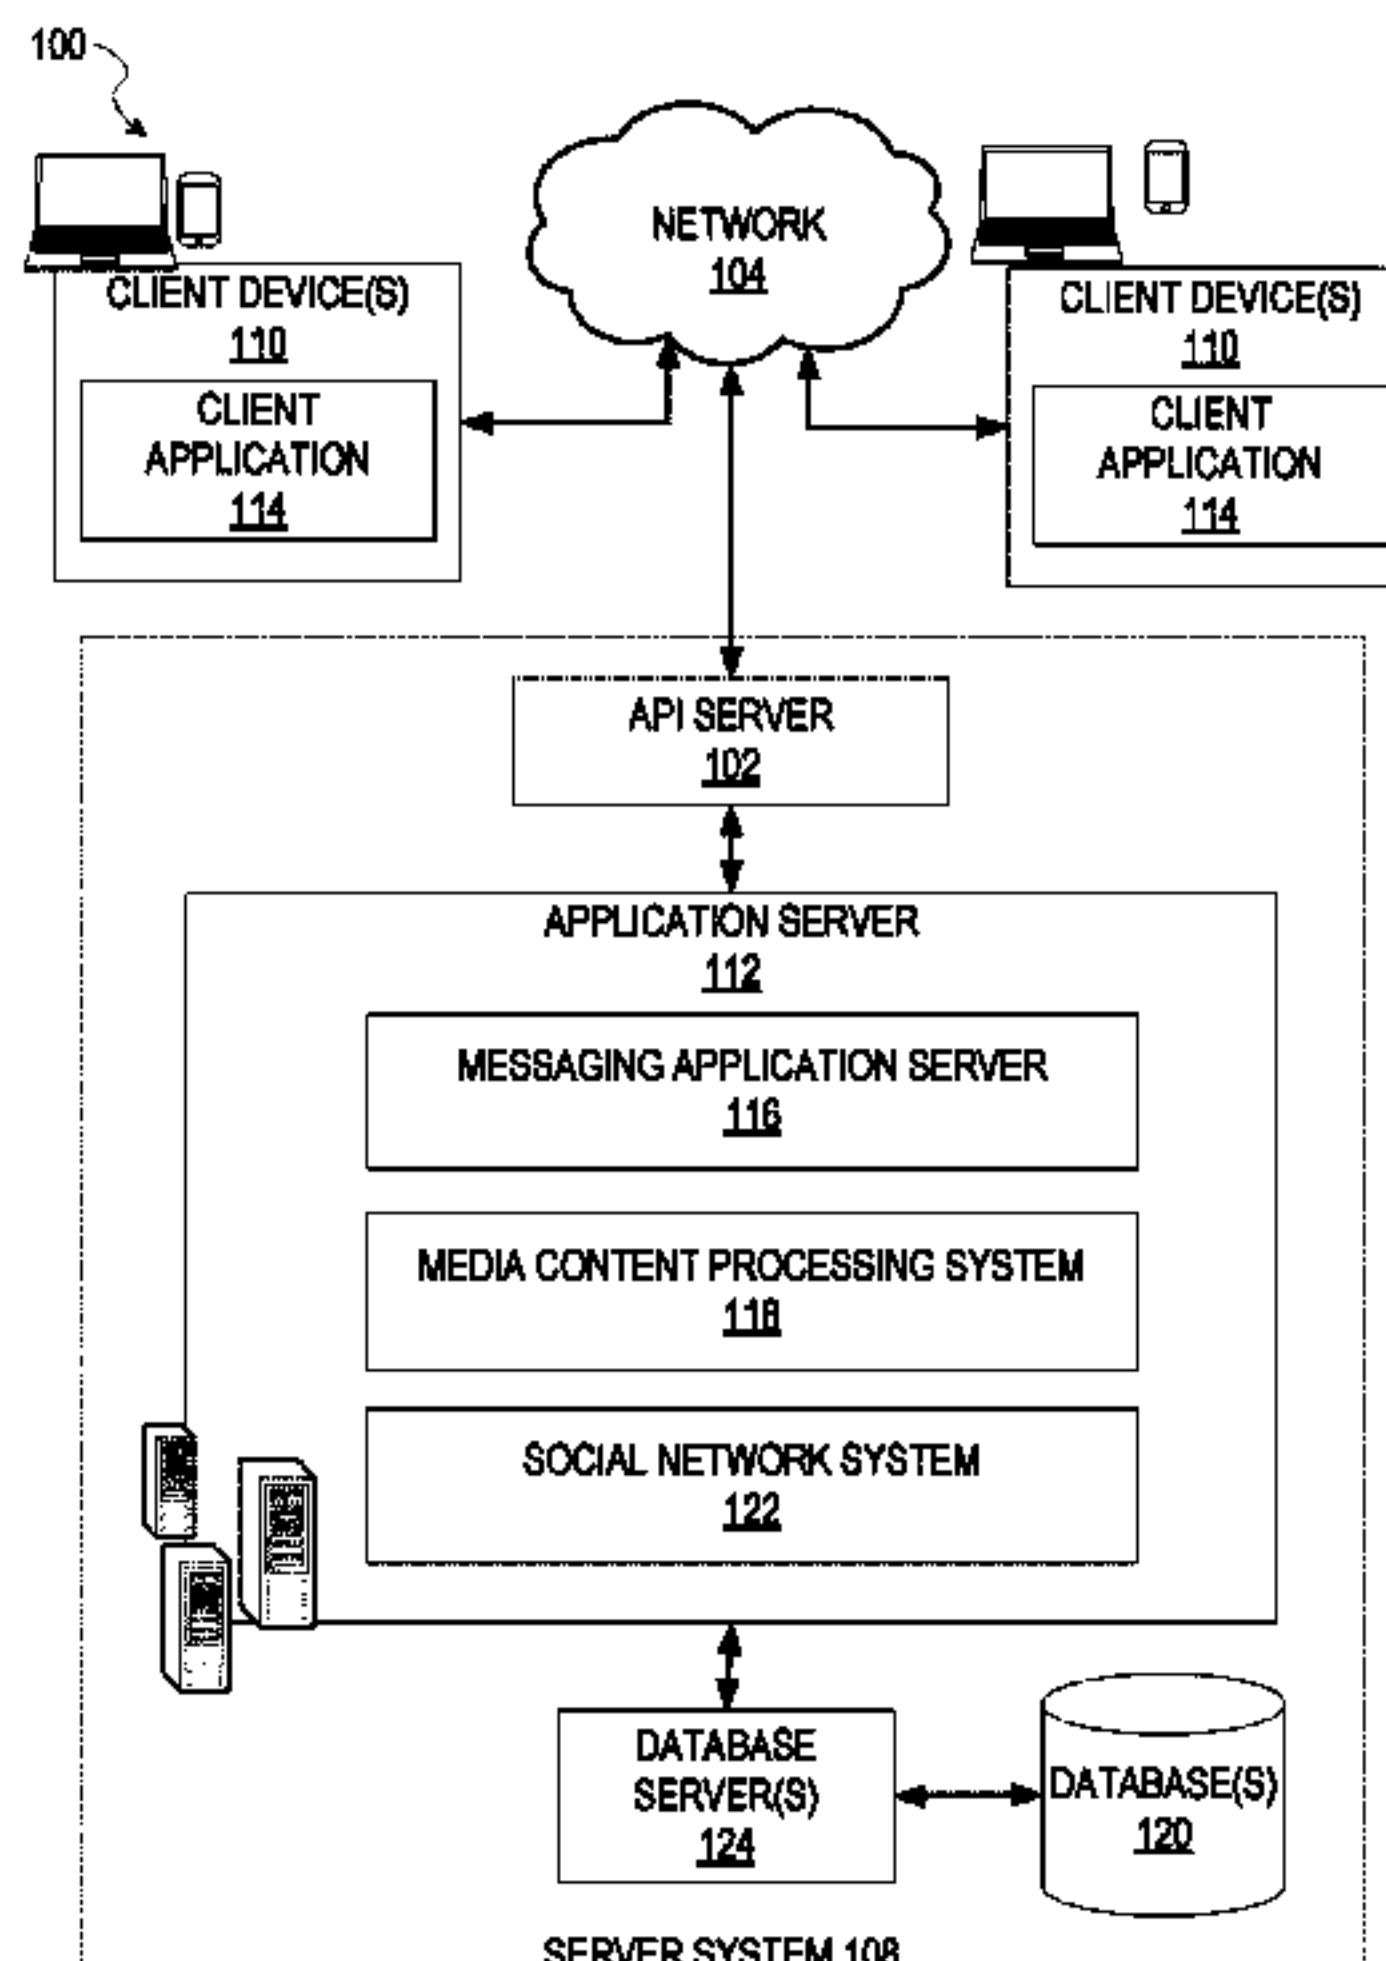 100
NETWORK
104
CLIENT DEVICE(S)
110
CLIENT
APPLICATION
114
CLIENT DEVICE(S)
110
CLIENT
APPLICATION
114
API SERVER
102
APPLICATION SERVER
112
MESSAGING APPLICATION SERVER
116
MEDIA CONTENT PROCESSING SYSTEM
118
SOCIAL NETWORK SYSTEM
122
DATABASE
SERVER(S)
124
DATABASE(S)
120
SERVER SYSTEM 108